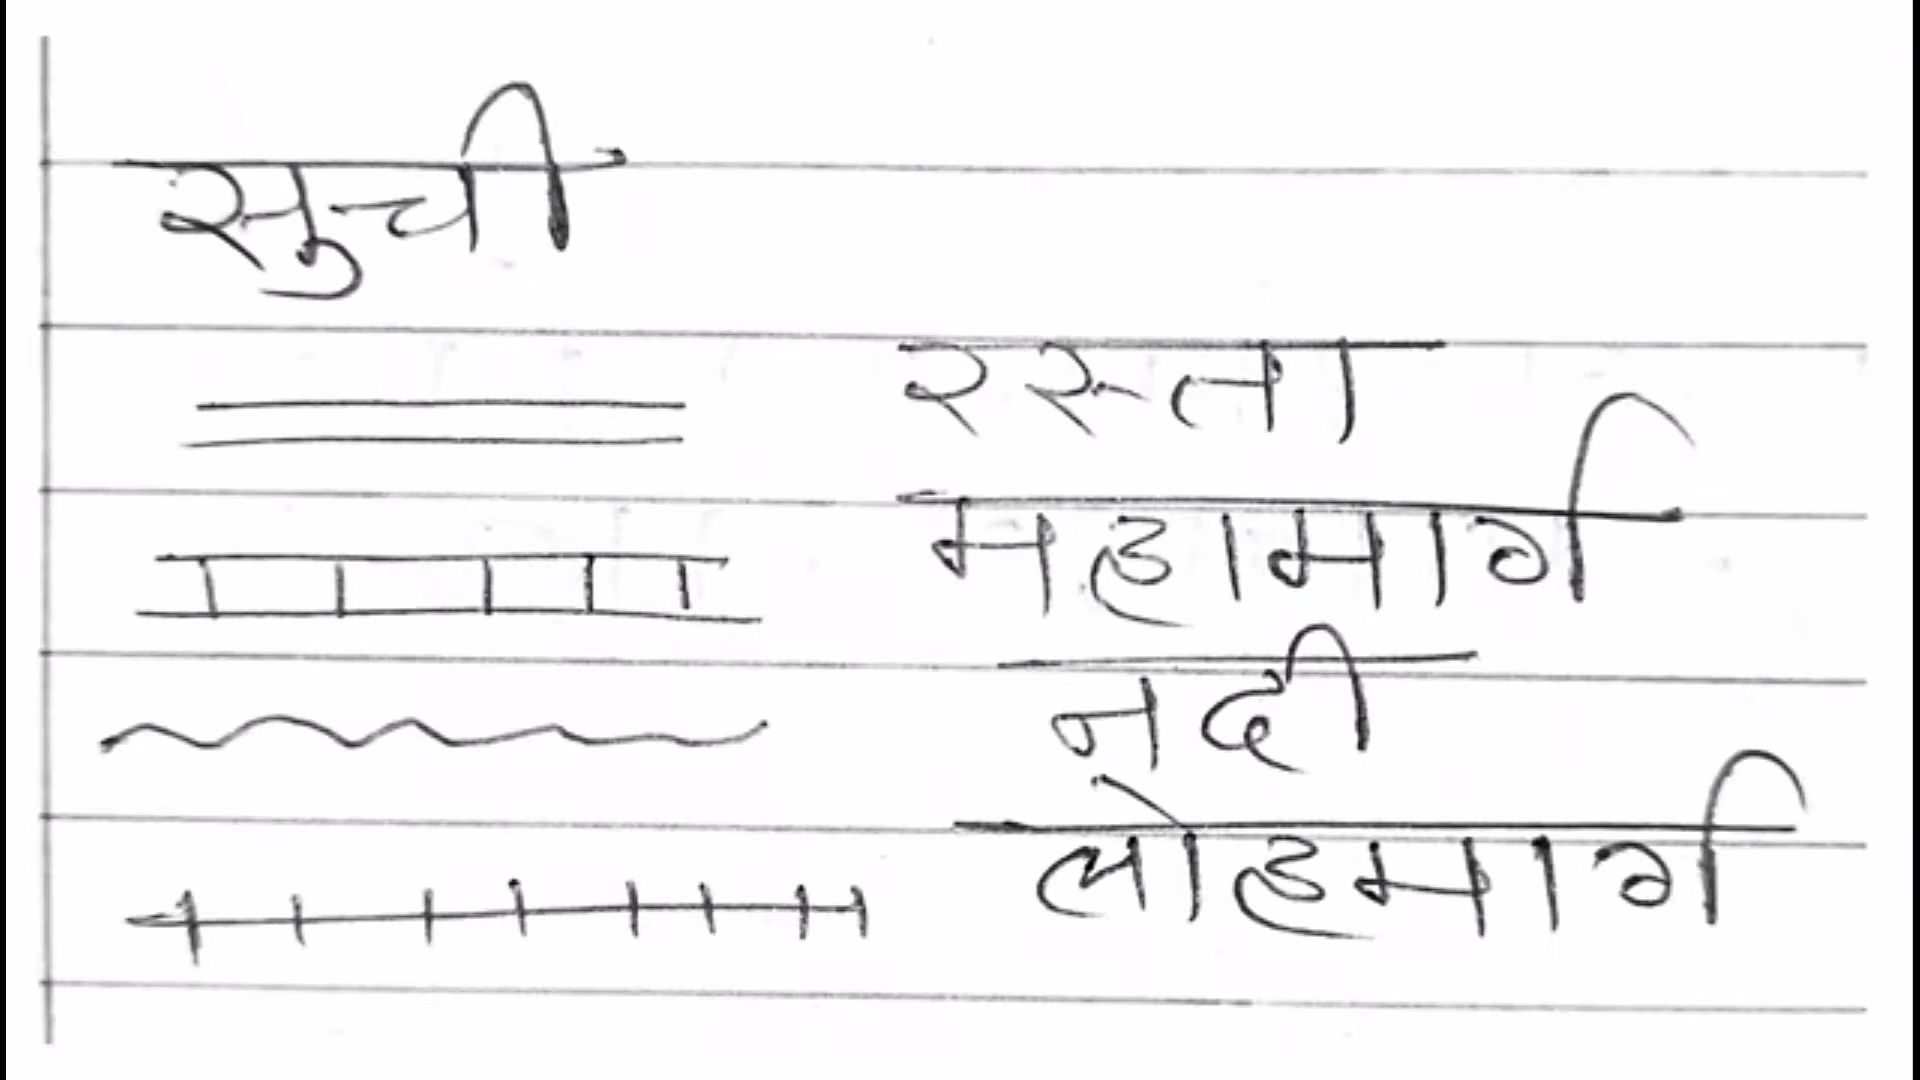 सुची
रस्ता
महामार्ग
नदी
लोहमार्ग